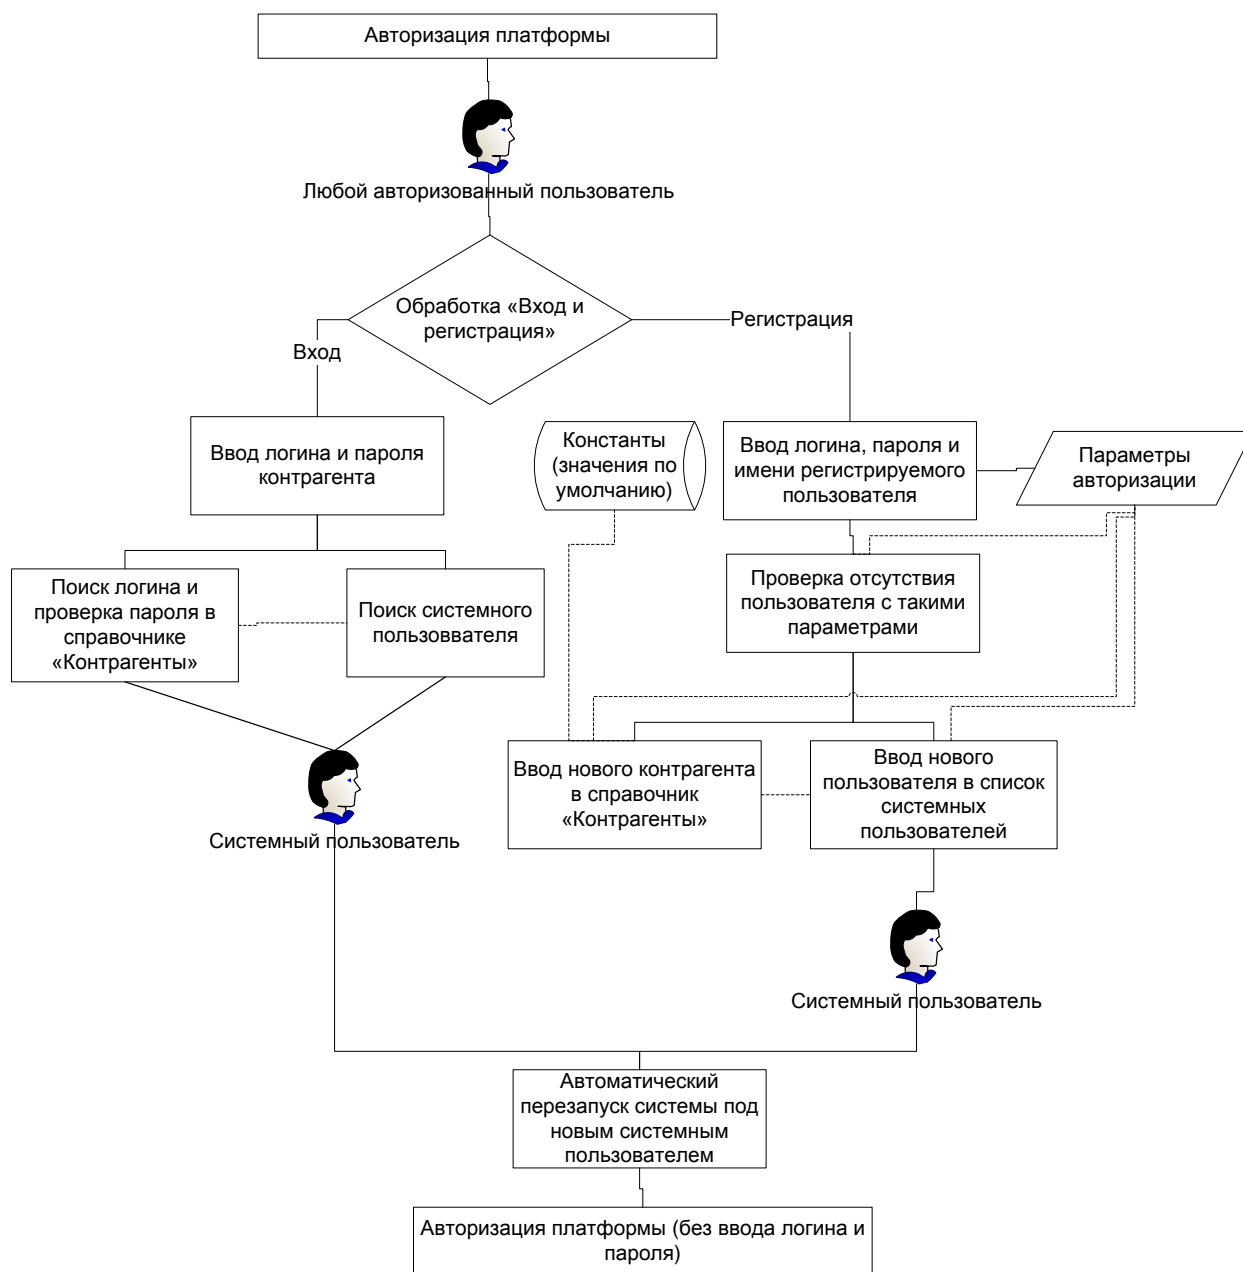 Авторизация платформы
Любой авторизованный пользователь
Обработка «Вход и
регистрация»
Регистрация
Вход
Ввод логина и пароля
контрагента
Константы
(значения по
умолчанию)
Ввод логина, пароля и
имени регистрируемого
пользователя
Параметры
авторизации
Поиск логина и
проверка пароля в
справочнике
«Контрагенты»
Поиск системного
пользоввателя
Проверка отсутствия
пользователя с такими
параметрами
Ввод нового контрагента
в справочник
«Контрагенты»
Ввод нового
пользователя в список
системных
пользователей
Системный пользователь
Системный пользователь
Автоматический
перезапуск системы под
новым системным
пользователем
Авторизация платформы (без ввода логина и
пароля)